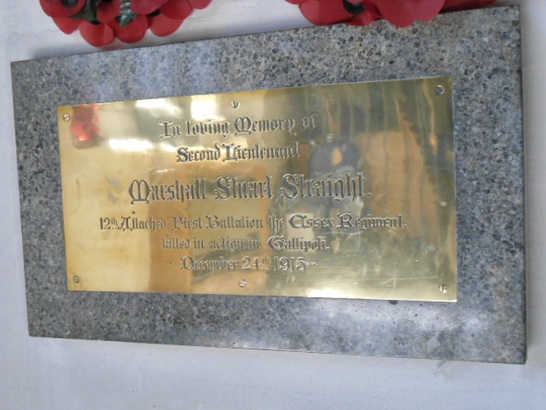 In loving Memory of
Second Lieutenant
Marshall Stuart Straight.
12th Attached First Battalion the Essex Regiment.
killed in action in Gallipoli.
December 24th 1915